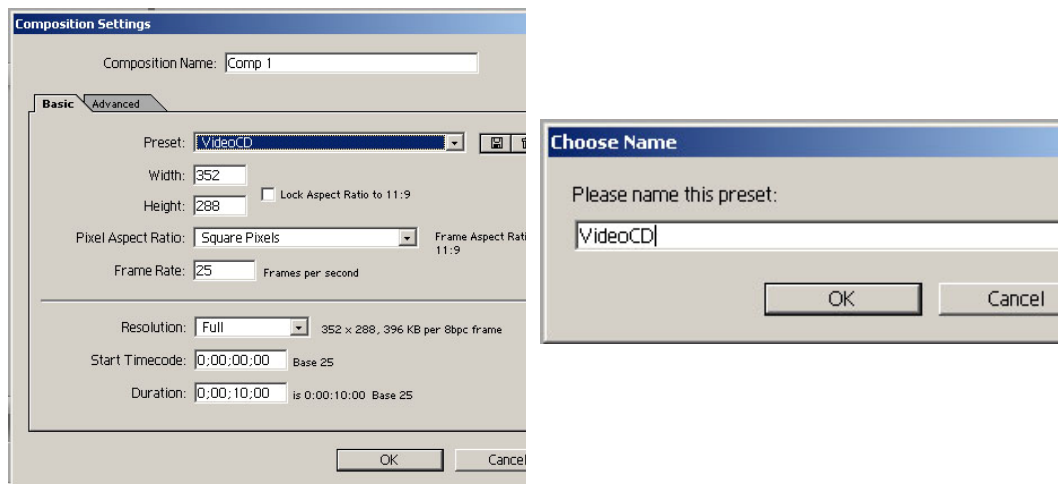 Composition Settings
Composition Name: Comp 1
Basic Advanced
Preset: VideoCD
Width: 352
Lock Aspect Ratio to 11:9
Height: 288
Pixel Aspect Ratio: Square Pixels Frame Aspect Rati
11:9
Frame Rate: 25 Frames per second
Resolution: Full 352 x 288, 396 KB per 8bpc frame
Start Timecode: 0;00;00;00 Base 25
Duration: 0;00;10;00 is 0:00:10:00 Base 25
OK Cancel
Choose Name
Please name this preset:
VideoCD
OK Cancel